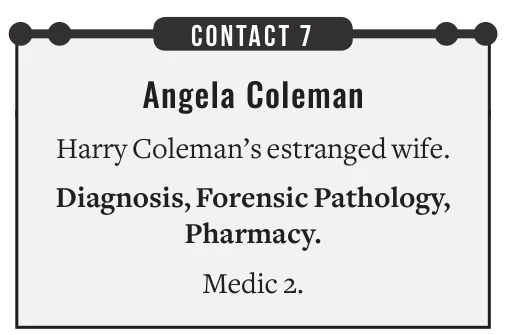 CONTACT 7
Angela Coleman
Harry Coleman’s estranged wife.
Diagnosis, Forensic Pathology,
Pharmacy.
Medic 2.